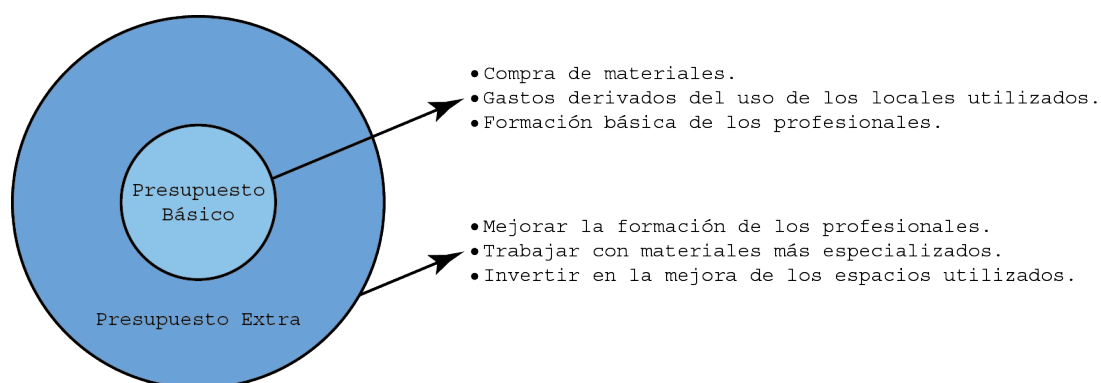 Presupuesto
Básico
Presupuesto Extra
•Compra de materiales.
•Gastos derivados del uso de los locales utilizados.
•Formación básica de los profesionales.
•Mejorar la formación de los profesionales.
•Trabajar con materiales más especializados.
•Invertir en la mejora de los espacios utilizados.